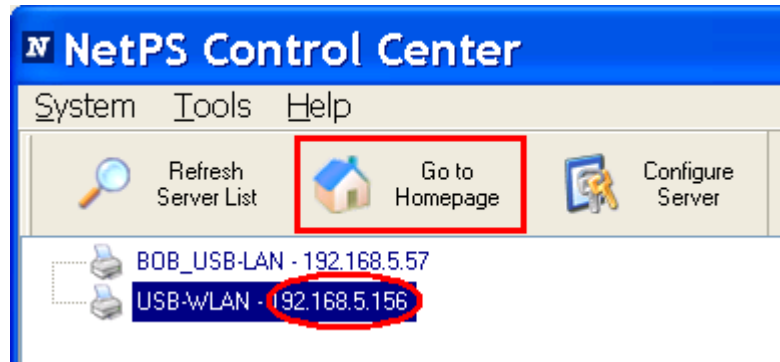 NetPS Control Center
System Tools Help
Refresh Server List
Go to Homepage
Configure Server
BOB_USB-LAN - 192.168.5.57
USB-WLAN - 192.168.5.156